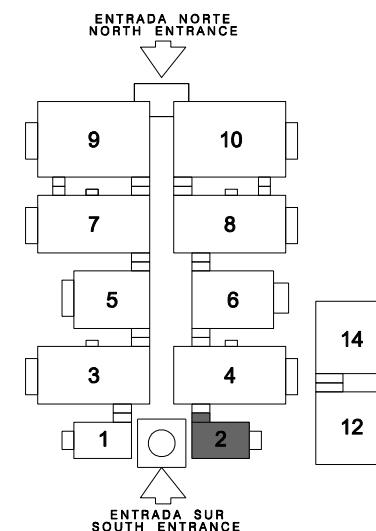 ENTRADA NORTE
NORTH ENTRANCE
9 10
7 8
5 6
14
3 4
12
1 2
ENTRADA SUR
SOUTH ENTRANCE